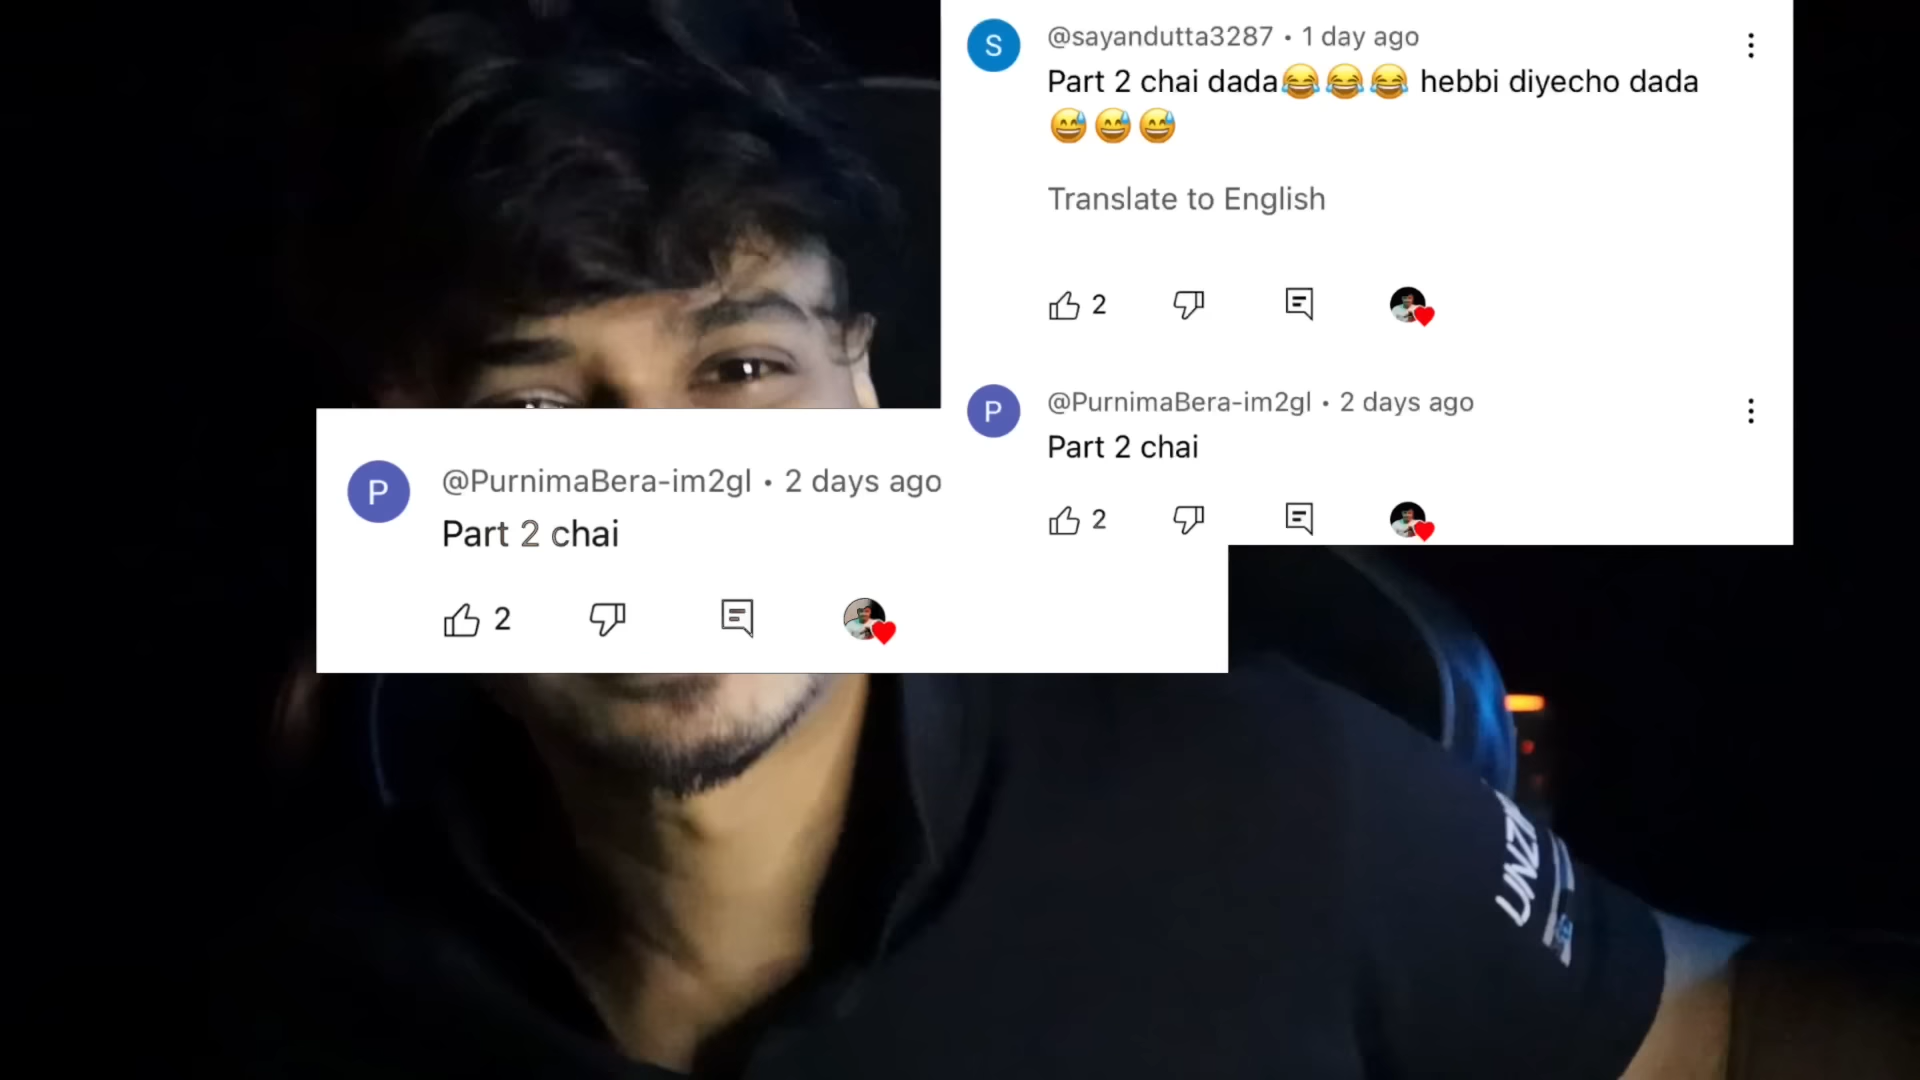 @sayandutta3287 • 1 day ago
Part 2 chai dada😂😂😂 hebbi diyecho dada
😅😅😅
Translate to English
2
@PurnimaBera-im2gl • 2 days ago
Part 2 chai
2
@PurnimaBera-im2gl • 2 days ago
Part 2 chai
2
S
P
P